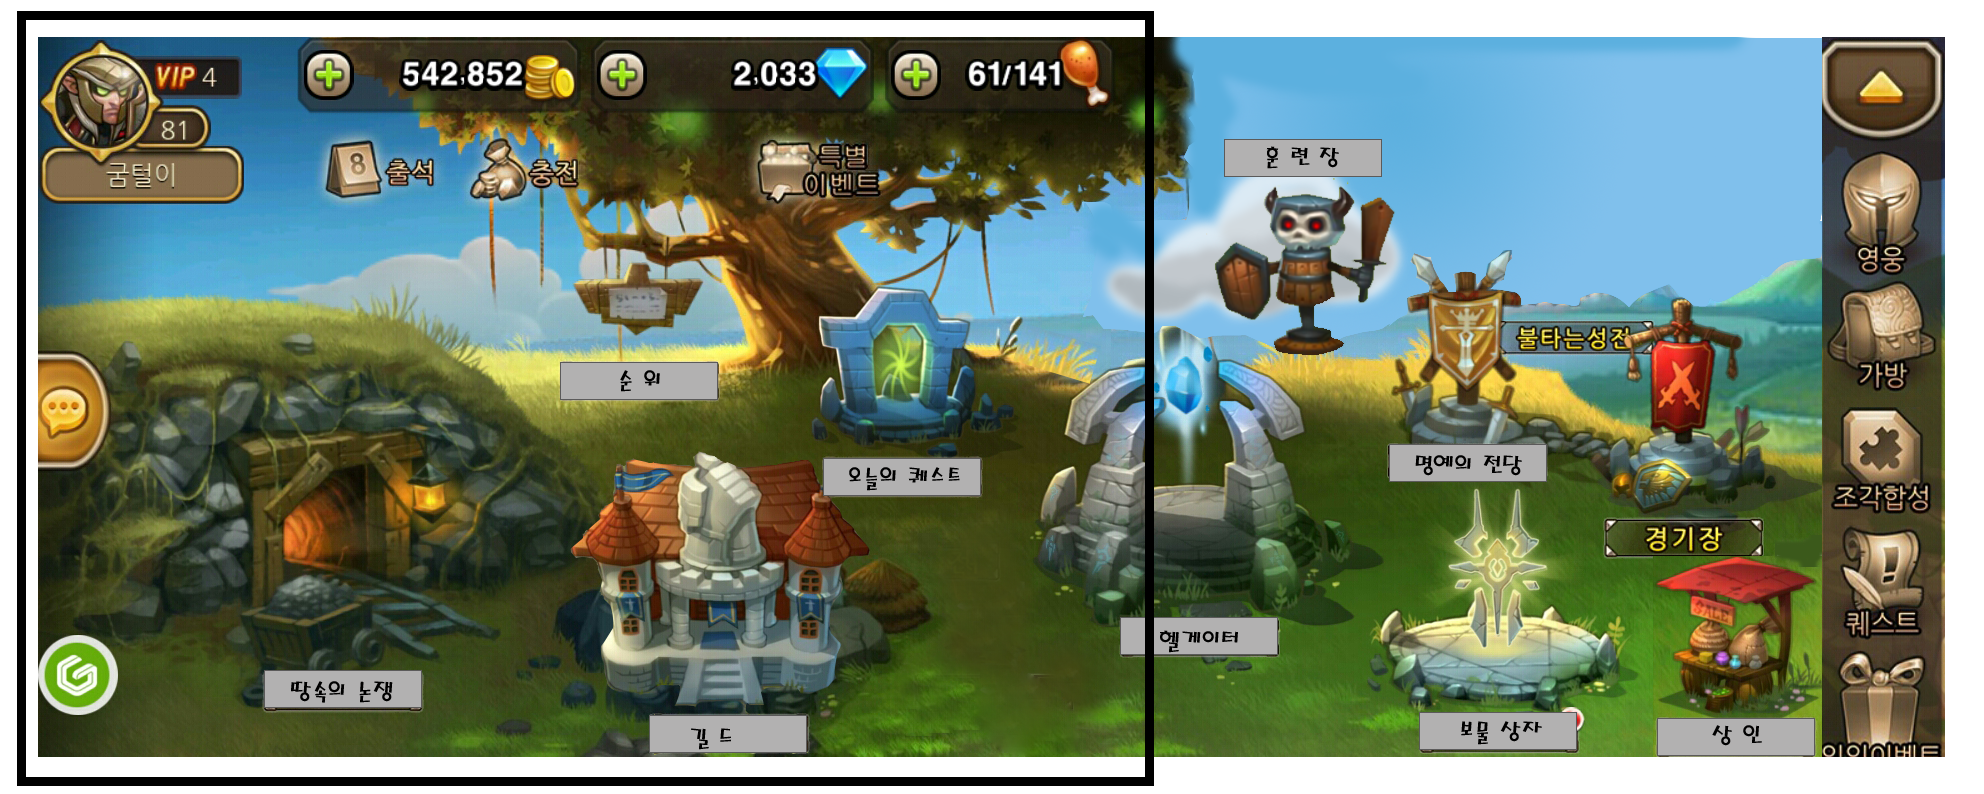 VIP 4
81
굼털이
542,852
2,033
61/141
8
출석
충전
특별
이벤트
훈 련 장
영웅
불타는성전
순 위
가방
명예의 전당
오늘의 퀘스트
조각합성
경기장
SALE
퀘스트
헬게이터
땅속의 논쟁
길 드
보물 상자
상 인